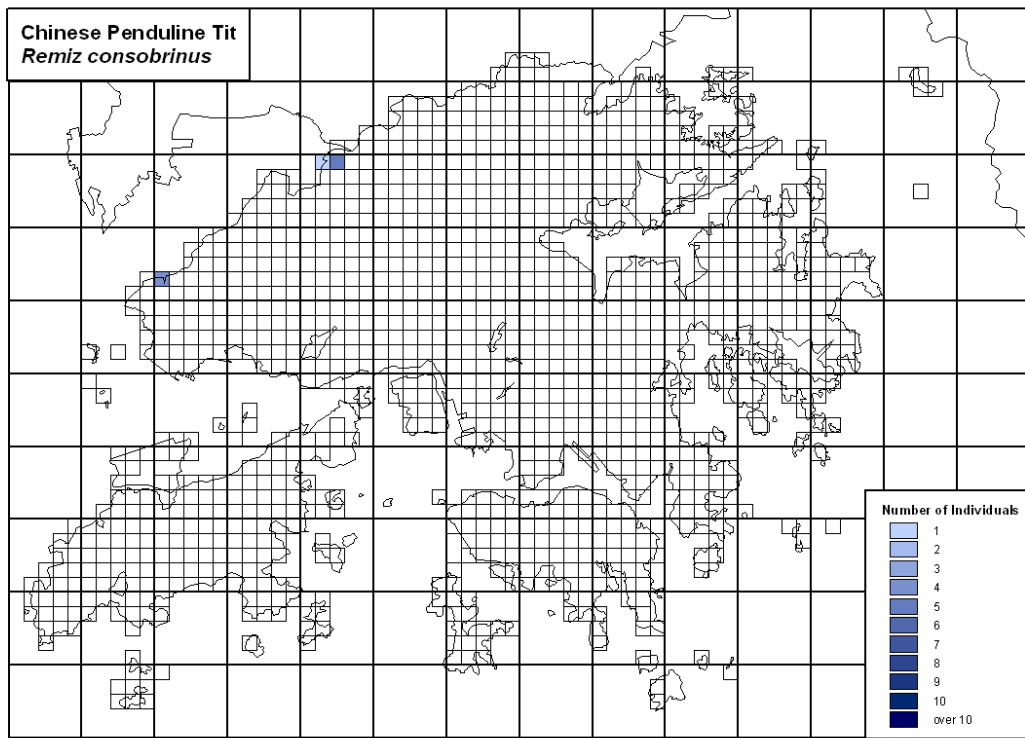 Chinese Penduline Tit
Remiz consobrinus
Number of Individuals
1
2
3
4
5
6
7
8
9
10
over 10